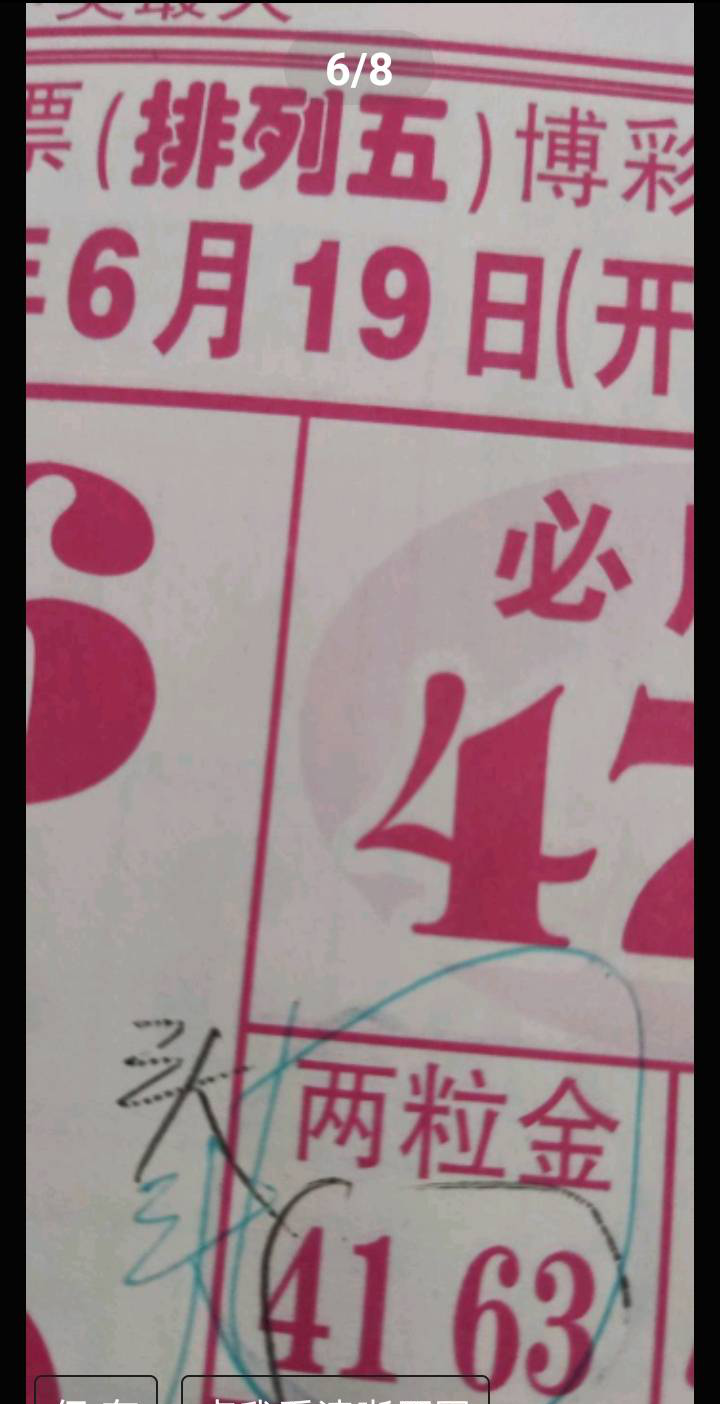 6/8
票(排列五)博彩
年6月19日(开
6
必
47
两粒金
头
41 63